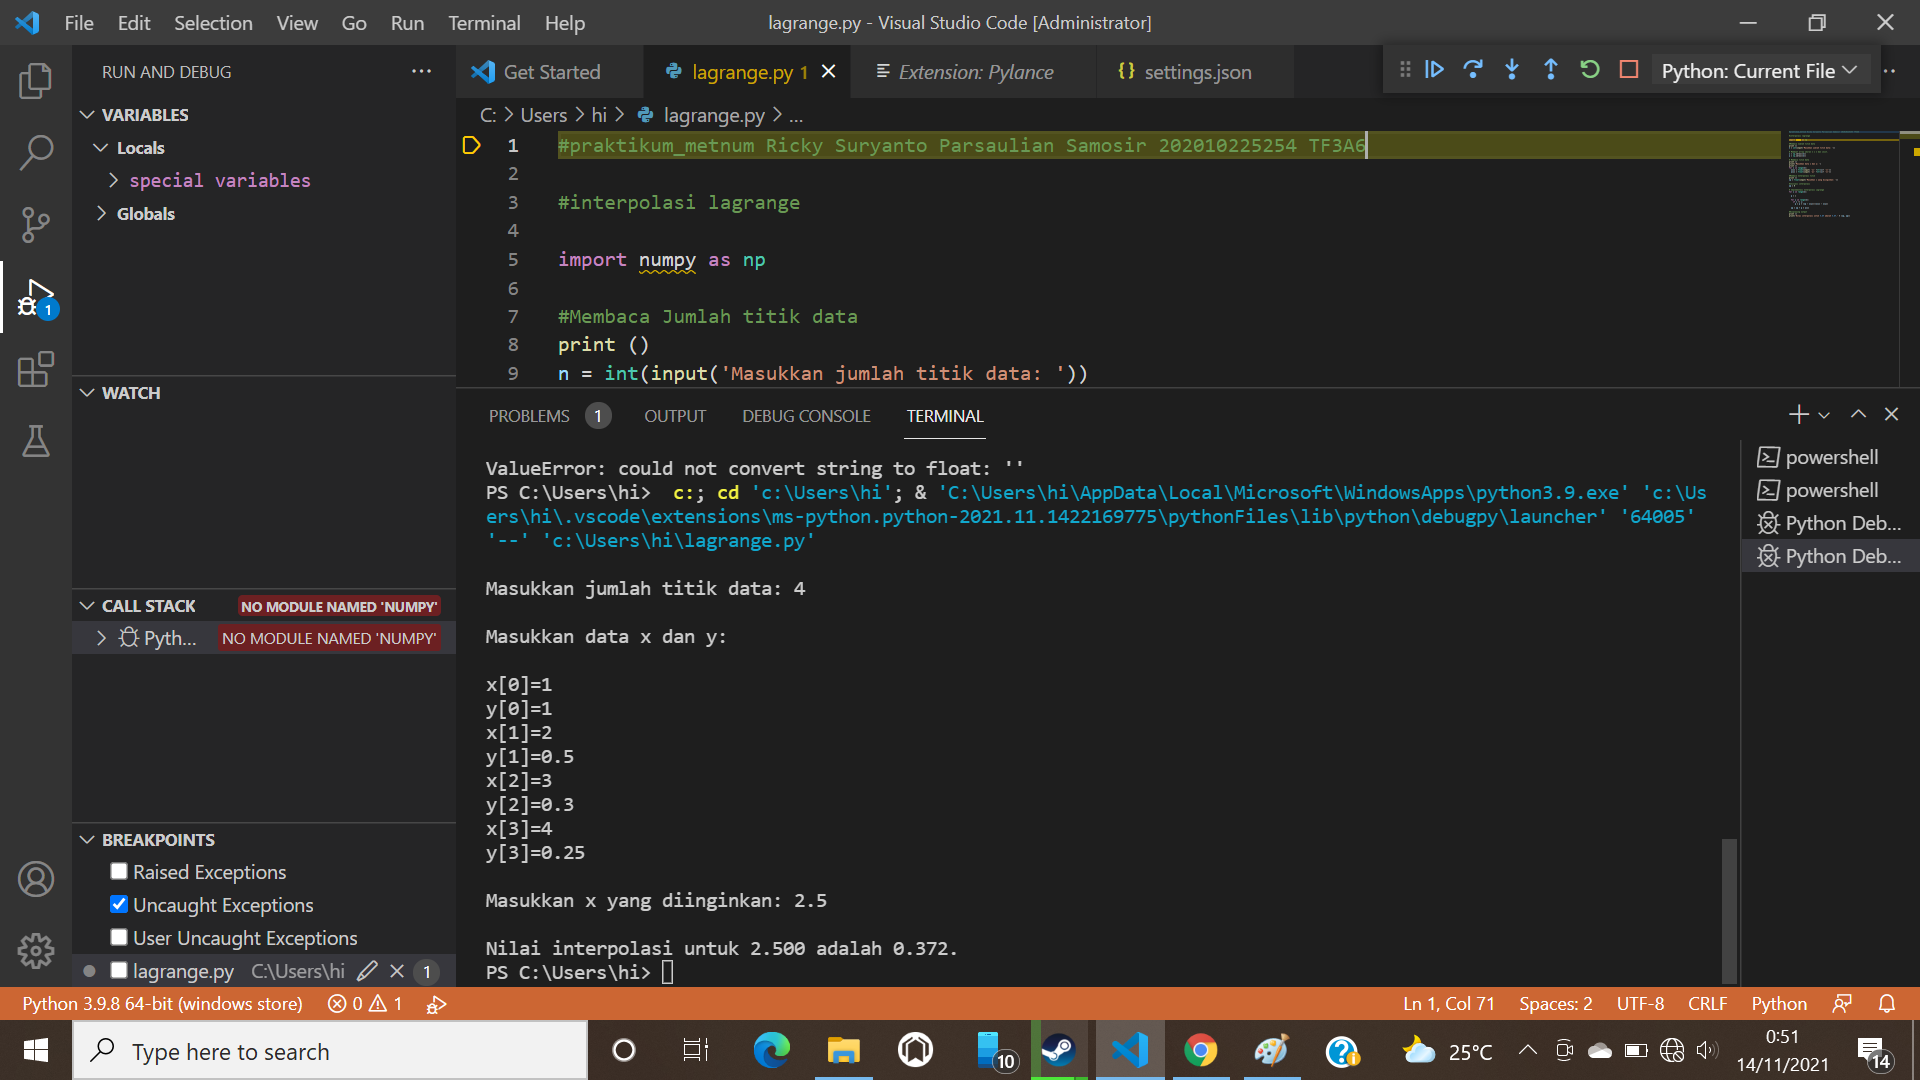 File Edit Selection View Go Run Terminal Help
lagrange.py - Visual Studio Code [Administrator]
RUN AND DEBUG
Get Started
lagrange.py 1
Extension: Pylance
settings.json
Python: Current File
C: > Users > hi > lagrange.py > ...
VARIABLES
Locals
special variables
Globals
WATCH
CALL STACK NO MODULE NAMED 'NUMPY'
Pyth... NO MODULE NAMED 'NUMPY'
BREAKPOINTS
Raised Exceptions
Uncaught Exceptions
User Uncaught Exceptions
lagrange.py C:\Users\hi 1
1 #praktikum_metnum Ricky Suryanto Parsaulian Samosir 202010225254 TF3A6
2
3 #interpolasi lagrange
4
5 import numpy as np
6
7 #Membaca Jumlah titik data
8 print ()
9 n = int(input('Masukkan jumlah titik data: '))
PROBLEMS 1 OUTPUT DEBUG CONSOLE TERMINAL
ValueError: could not convert string to float: ''
PS C:\Users\hi>  c:; cd 'c:\Users\hi'; & 'C:\Users\hi\AppData\Local\Microsoft\WindowsApps\python3.9.exe' 'c:\Us
ers\hi\.vscode\extensions\ms-python.python-2021.11.1422169775\pythonFiles\lib\python\debugpy\launcher' '64005'
'--' 'c:\Users\hi\lagrange.py'
Masukkan jumlah titik data: 4
Masukkan data x dan y:
x[0]=1
y[0]=1
x[1]=2
y[1]=0.5
x[2]=3
y[2]=0.3
x[3]=4
y[3]=0.25
Masukkan x yang diinginkan: 2.5
Nilai interpolasi untuk 2.500 adalah 0.372.
PS C:\Users\hi>
powershell
powershell
Python Deb...
Python Deb...
1
Python 3.9.8 64-bit (windows store) 0 1
Ln 1, Col 71 Spaces: 2 UTF-8 CRLF Python
Type here to search
10
25°C
0:51
14/11/2021
14